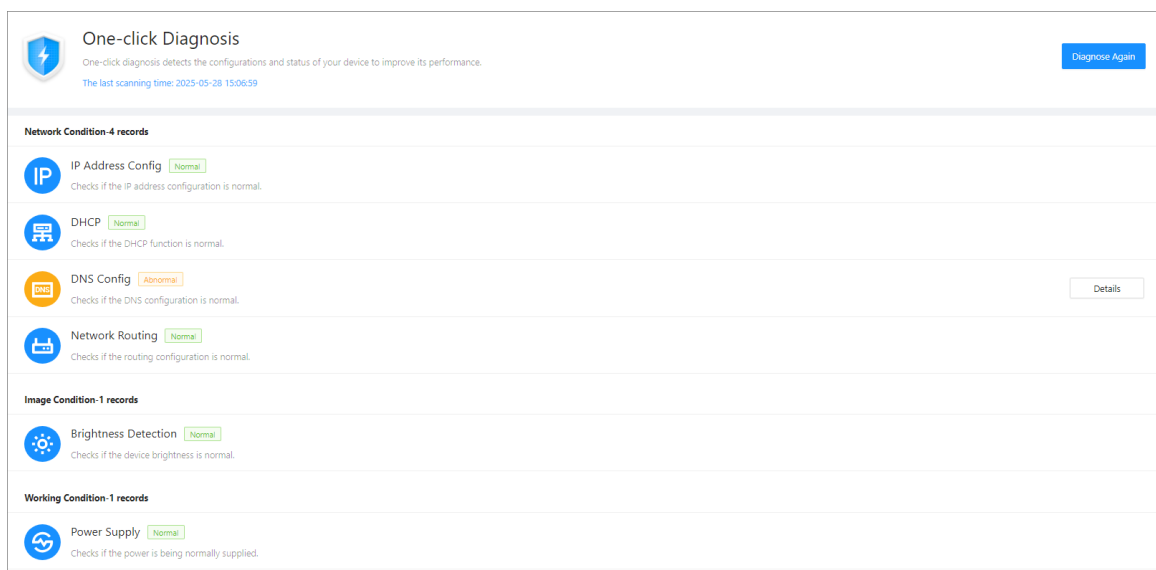 One-click Diagnosis
One-click diagnosis detects the configurations and status of your device to improve its performance.
Diagnose Again
The last scanning time: 2025-05-28 15:06:59
Network Condition-4 records
IP
IP Address Config Normal
Checks if the IP address configuration is normal.
DHCP Normal
Checks if the DHCP function is normal.
DNS
DNS Config Abnormal
Checks if the DNS configuration is normal.
Details
Network Routing Normal
Checks if the routing configuration is normal.
Image Condition-1 records
Brightness Detection Normal
Checks if the device brightness is normal.
Working Condition-1 records
Power Supply Normal
Checks if the power is being normally supplied.